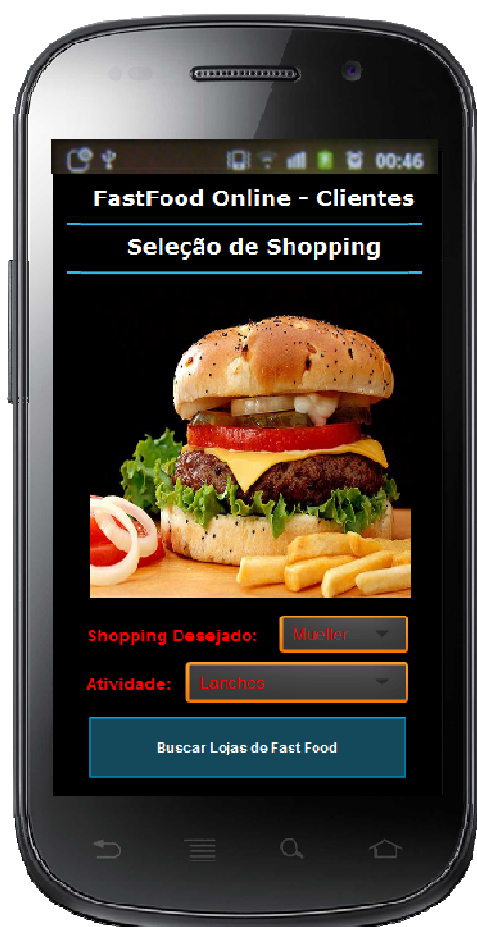 00:46
FastFood Online - Clientes
Seleção de Shopping
Shopping Desejado: Mueller
Atividade: Lanches
Buscar Lojas de Fast Food